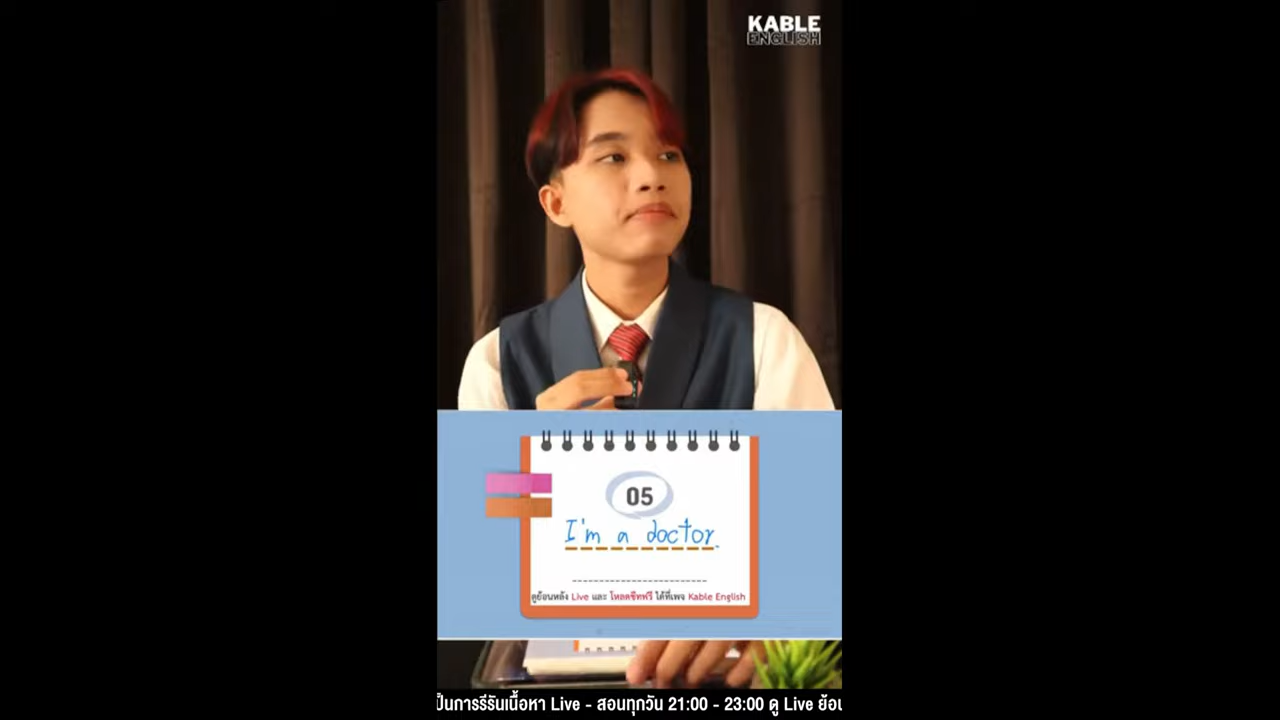 KABLE
ENGLISH
05
I'm a doctor.
ดูย้อนหลัง Live และ โหลดชีทฟรี ได้ที่เพจ Kable English
ป็นการรีรันเนื้อหา Live - สอนทุกวัน 21:00 - 23:00 ดู Live ย้อน